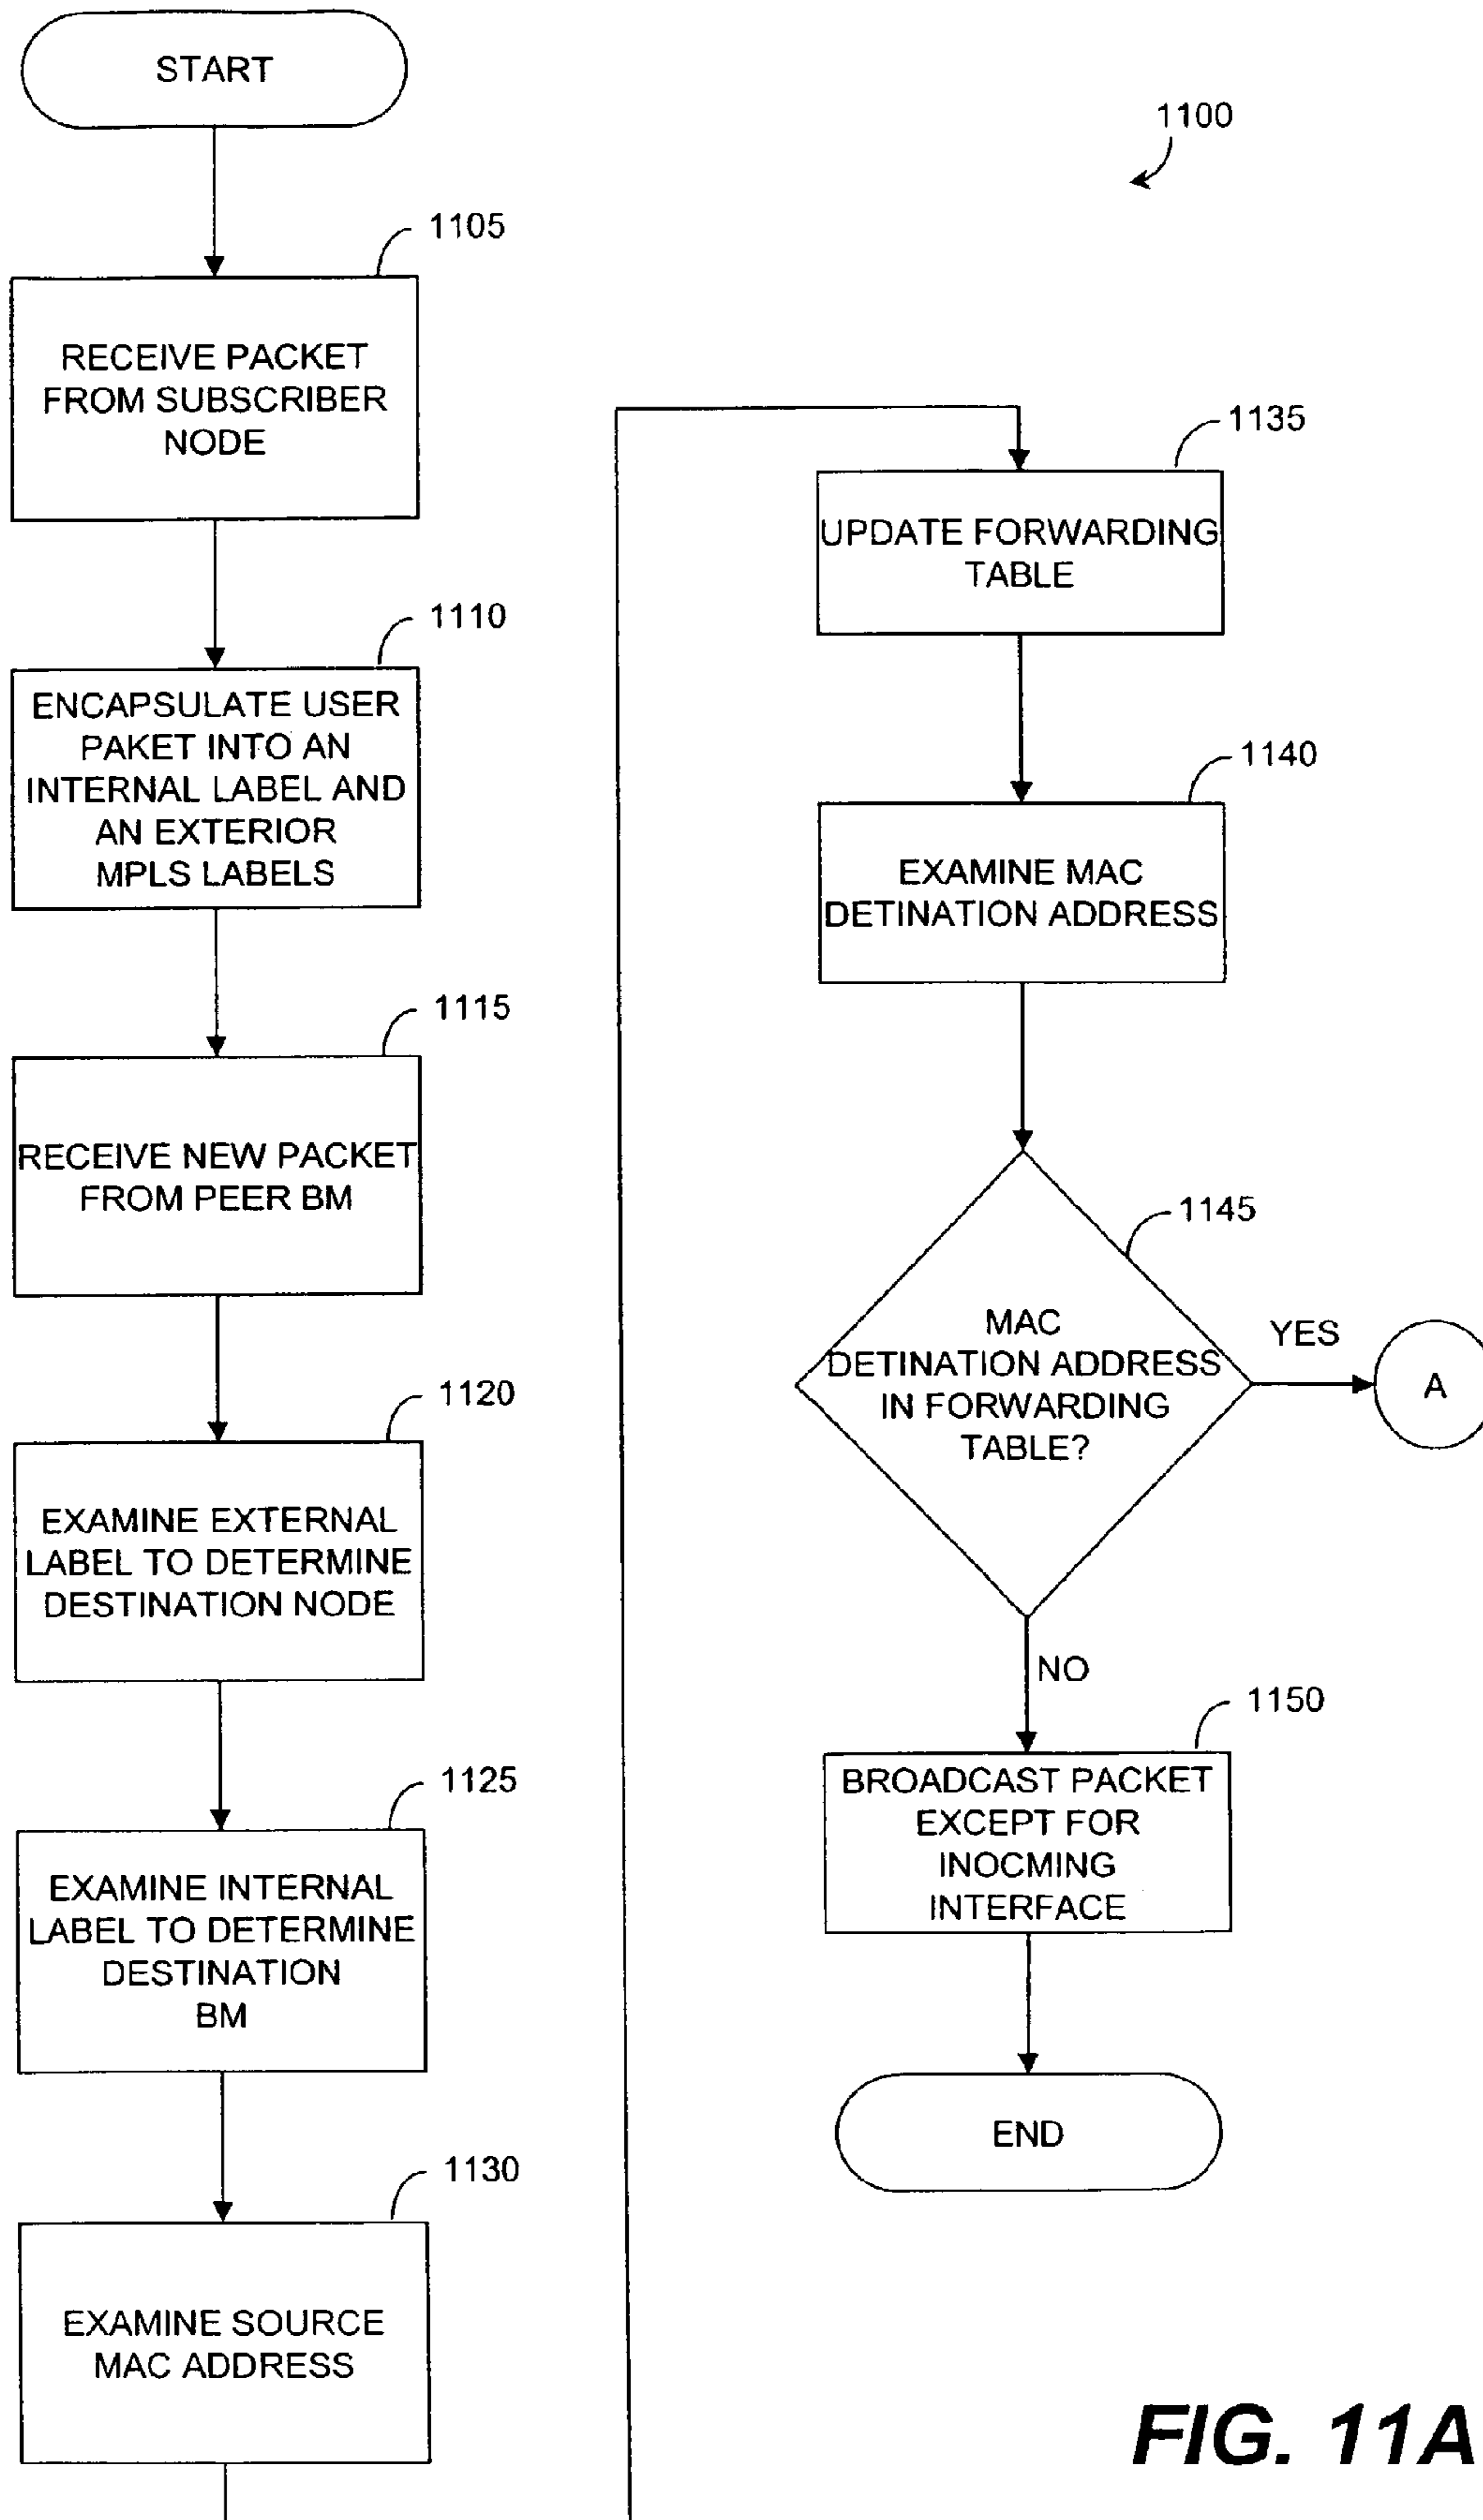 START
1100
1105
RECEIVE PACKET
FROM SUBSCRIBER
NODE
1110
ENCAPSULATE USER
PAKET INTO AN
INTERNAL LABEL AND
AN EXTERIOR
MPLS LABELS
1115
RECEIVE NEW PACKET
FROM PEER BM
1120
EXAMINE EXTERNAL
LABEL TO DETERMINE
DESTINATION NODE
1125
EXAMINE INTERNAL
LABEL TO DETERMINE
DESTINATION
BM
1130
EXAMINE SOURCE
MAC ADDRESS
1135
UPDATE FORWARDING
TABLE
1140
EXAMINE MAC
DETINATION ADDRESS
1145
MAC
DETINATION ADDRESS
IN FORWARDING
TABLE?
YES
A
NO
1150
BROADCAST PACKET
EXCEPT FOR
INOCMING
INTERFACE
END
FIG. 11A